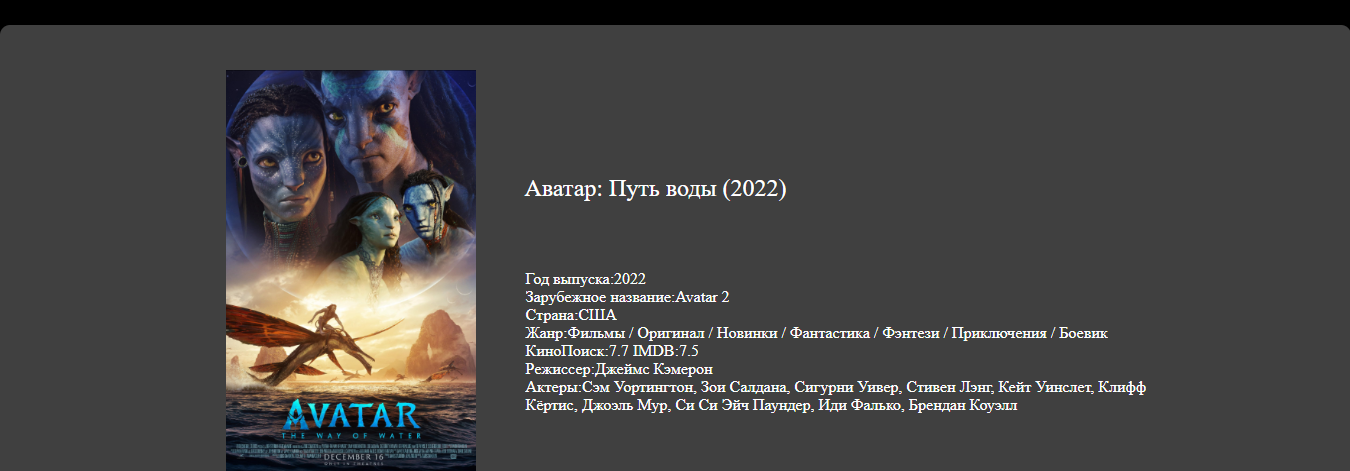 Аватар: Путь воды (2022)
Год выпуска:2022
Зарубежное название:Avatar 2
Страна:США
Жанр:Фильмы / Оригинал / Новинки / Фантастика / Фэнтези / Приключения / Боевик
КиноПоиск:7.7 IMDB:7.5
Режиссер:Джеймс Кэмерон
Актеры:Сэм Уортингтон, Зои Салдана, Сигурни Уивер, Стивен Лэнг, Кейт Уинслет, Клифф
Кёртис, Джоэль Мур, Си Си Эйч Паундер, Иди Фалько, Брендан Коуэлл
AVATAR
THE WAY OF WATER
DECEMBER 16
ONLY IN THEATRES